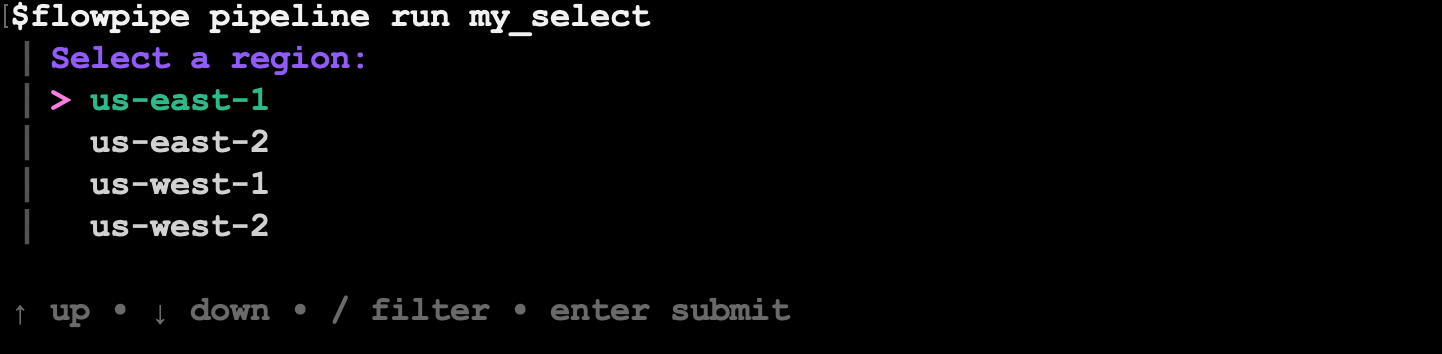 $flowpipe pipeline run my_select
Select a region:
> us-east-1
us-east-2
us-west-1
us-west-2
↑ up • ↓ down • / filter • enter submit